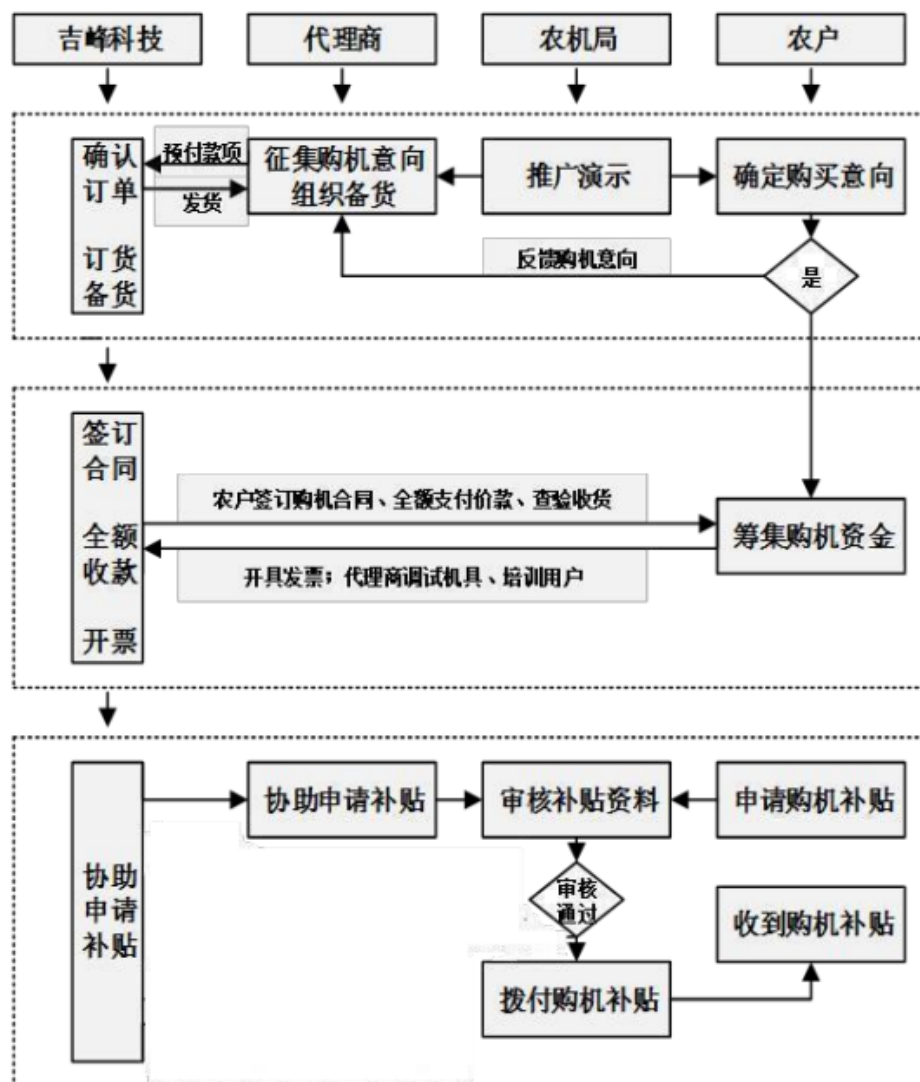 吉峰科技
代理商
农机局
农户
确认
订单
订货
备货
预付款项
发货
征集购机意向
组织备货
推广演示
确定购买意向
反馈购机意向
是
签订
合同
全额
收款
开票
农户签订购机合同、全额支付价款、查验收货
开具发票；代理商调试机具、培训用户
筹集购机资金
协助
申请
补贴
协助申请补贴
审核补贴资料
申请购机补贴
审核
通过
收到购机补贴
拨付购机补贴